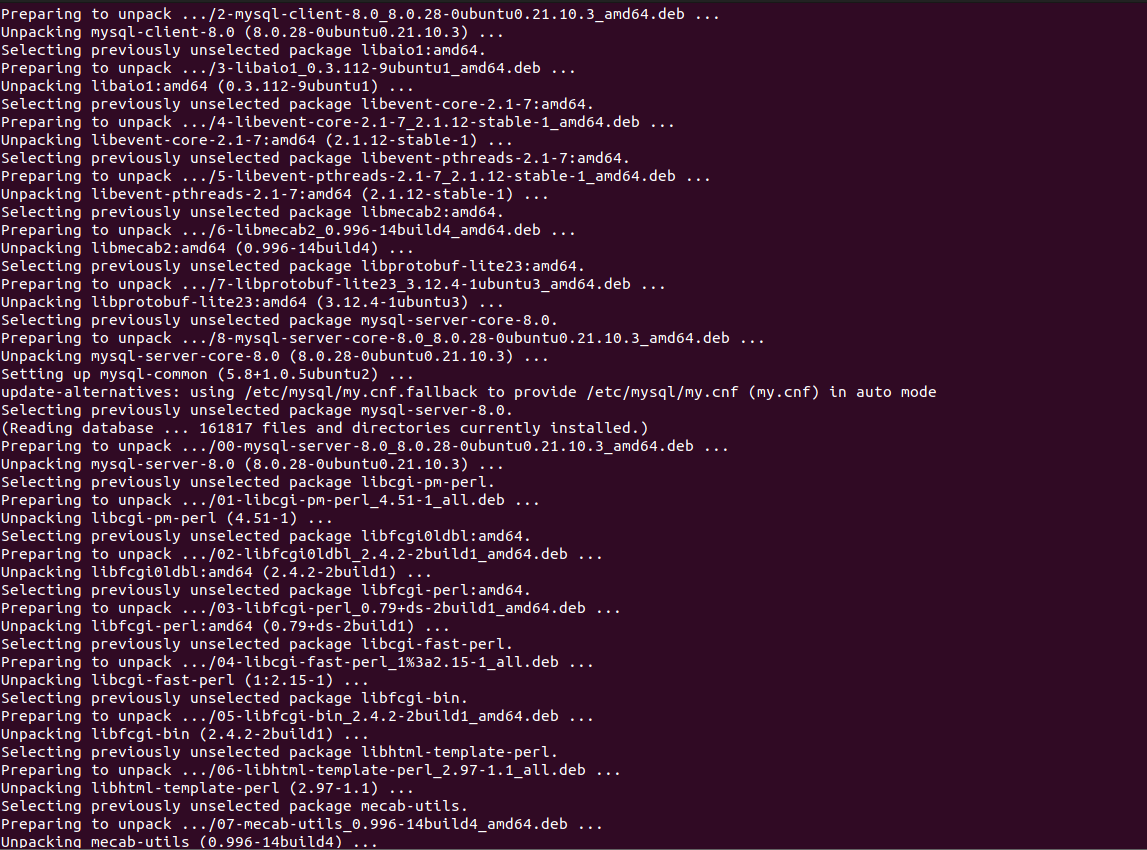 Preparing to unpack .../2-mysql-client-8.0_8.0.28-0ubuntu0.21.10.3_amd64.deb ...
Unpacking mysql-client-8.0 (8.0.28-0ubuntu0.21.10.3) ...
Selecting previously unselected package libaio1:amd64.
Preparing to unpack .../3-libaio1_0.3.112-9ubuntu1_amd64.deb ...
Unpacking libaio1:amd64 (0.3.112-9ubuntu1) ...
Selecting previously unselected package libevent-core-2.1-7:amd64.
Preparing to unpack .../4-libevent-core-2.1-7_2.1.12-stable-1_amd64.deb ...
Unpacking libevent-core-2.1-7:amd64 (2.1.12-stable-1) ...
Selecting previously unselected package libevent-pthreads-2.1-7:amd64.
Preparing to unpack .../5-libevent-pthreads-2.1-7_2.1.12-stable-1_amd64.deb ...
Unpacking libevent-pthreads-2.1-7:amd64 (2.1.12-stable-1) ...
Selecting previously unselected package libmecab2:amd64.
Preparing to unpack .../6-libmecab2_0.996-14build4_amd64.deb ...
Unpacking libmecab2:amd64 (0.996-14build4) ...
Selecting previously unselected package libprotobuf-lite23:amd64.
Preparing to unpack .../7-libprotobuf-lite23_3.12.4-1ubuntu3_amd64.deb ...
Unpacking libprotobuf-lite23:amd64 (3.12.4-1ubuntu3) ...
Selecting previously unselected package mysql-server-core-8.0.
Preparing to unpack .../8-mysql-server-core-8.0_8.0.28-0ubuntu0.21.10.3_amd64.deb ...
Unpacking mysql-server-core-8.0 (8.0.28-0ubuntu0.21.10.3) ...
Setting up mysql-common (5.8+1.0.5ubuntu2) ...
update-alternatives: using /etc/mysql/my.cnf.fallback to provide /etc/mysql/my.cnf (my.cnf) in auto mode
Selecting previously unselected package mysql-server-8.0.
(Reading database ... 161817 files and directories currently installed.)
Preparing to unpack .../00-mysql-server-8.0_8.0.28-0ubuntu0.21.10.3_amd64.deb ...
Unpacking mysql-server-8.0 (8.0.28-0ubuntu0.21.10.3) ...
Selecting previously unselected package libcgi-pm-perl.
Preparing to unpack .../01-libcgi-pm-perl_4.51-1_all.deb ...
Unpacking libcgi-pm-perl (4.51-1) ...
Selecting previously unselected package libfcgi0ldbl:amd64.
Preparing to unpack .../02-libfcgi0ldbl_2.4.2-2build1_amd64.deb ...
Unpacking libfcgi0ldbl:amd64 (2.4.2-2build1) ...
Selecting previously unselected package libfcgi-perl:amd64.
Preparing to unpack .../03-libfcgi-perl_0.79+ds-2build1_amd64.deb ...
Unpacking libfcgi-perl:amd64 (0.79+ds-2build1) ...
Selecting previously unselected package libcgi-fast-perl.
Preparing to unpack .../04-libcgi-fast-perl_1%3a2.15-1_all.deb ...
Unpacking libcgi-fast-perl (1:2.15-1) ...
Selecting previously unselected package libfcgi-bin.
Preparing to unpack .../05-libfcgi-bin_2.4.2-2build1_amd64.deb ...
Unpacking libfcgi-bin (2.4.2-2build1) ...
Selecting previously unselected package libhtml-template-perl.
Preparing to unpack .../06-libhtml-template-perl_2.97-1.1_all.deb ...
Unpacking libhtml-template-perl (2.97-1.1) ...
Selecting previously unselected package mecab-utils.
Preparing to unpack .../07-mecab-utils_0.996-14build4_amd64.deb ...
Unpacking mecab-utils (0.996-14build4) ...